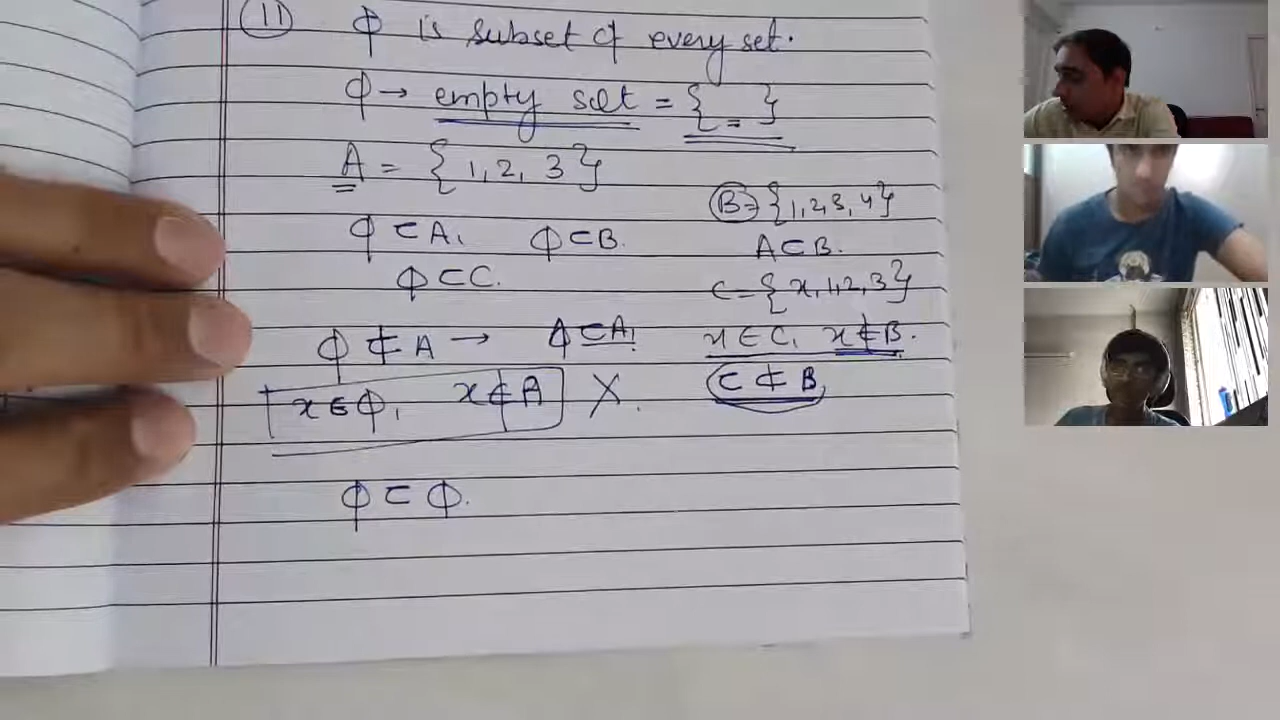 (11) ϕ is subset of every set.
ϕ → empty set = { = }
A = {1, 2, 3}
B = {1, 2, 3, 4}
ϕ ⊂ A, ϕ ⊂ B.
A ⊂ B.
ϕ ⊂ C.
C = {x, 1, 2, 3}
ϕ ⊄ A → ϕ ⊂ A!
x ∈ C, x ∉ B.
x ∈ ϕ, x ∉ A X.
C ⊄ B,
ϕ ⊂ ϕ.